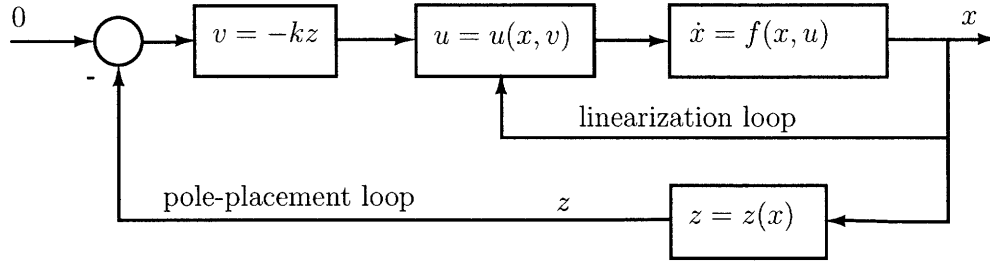 0
v = −kz
u = u(x, v)
ẋ = f(x, u)
x
-
linearization loop
pole-placement loop
z
z = z(x)